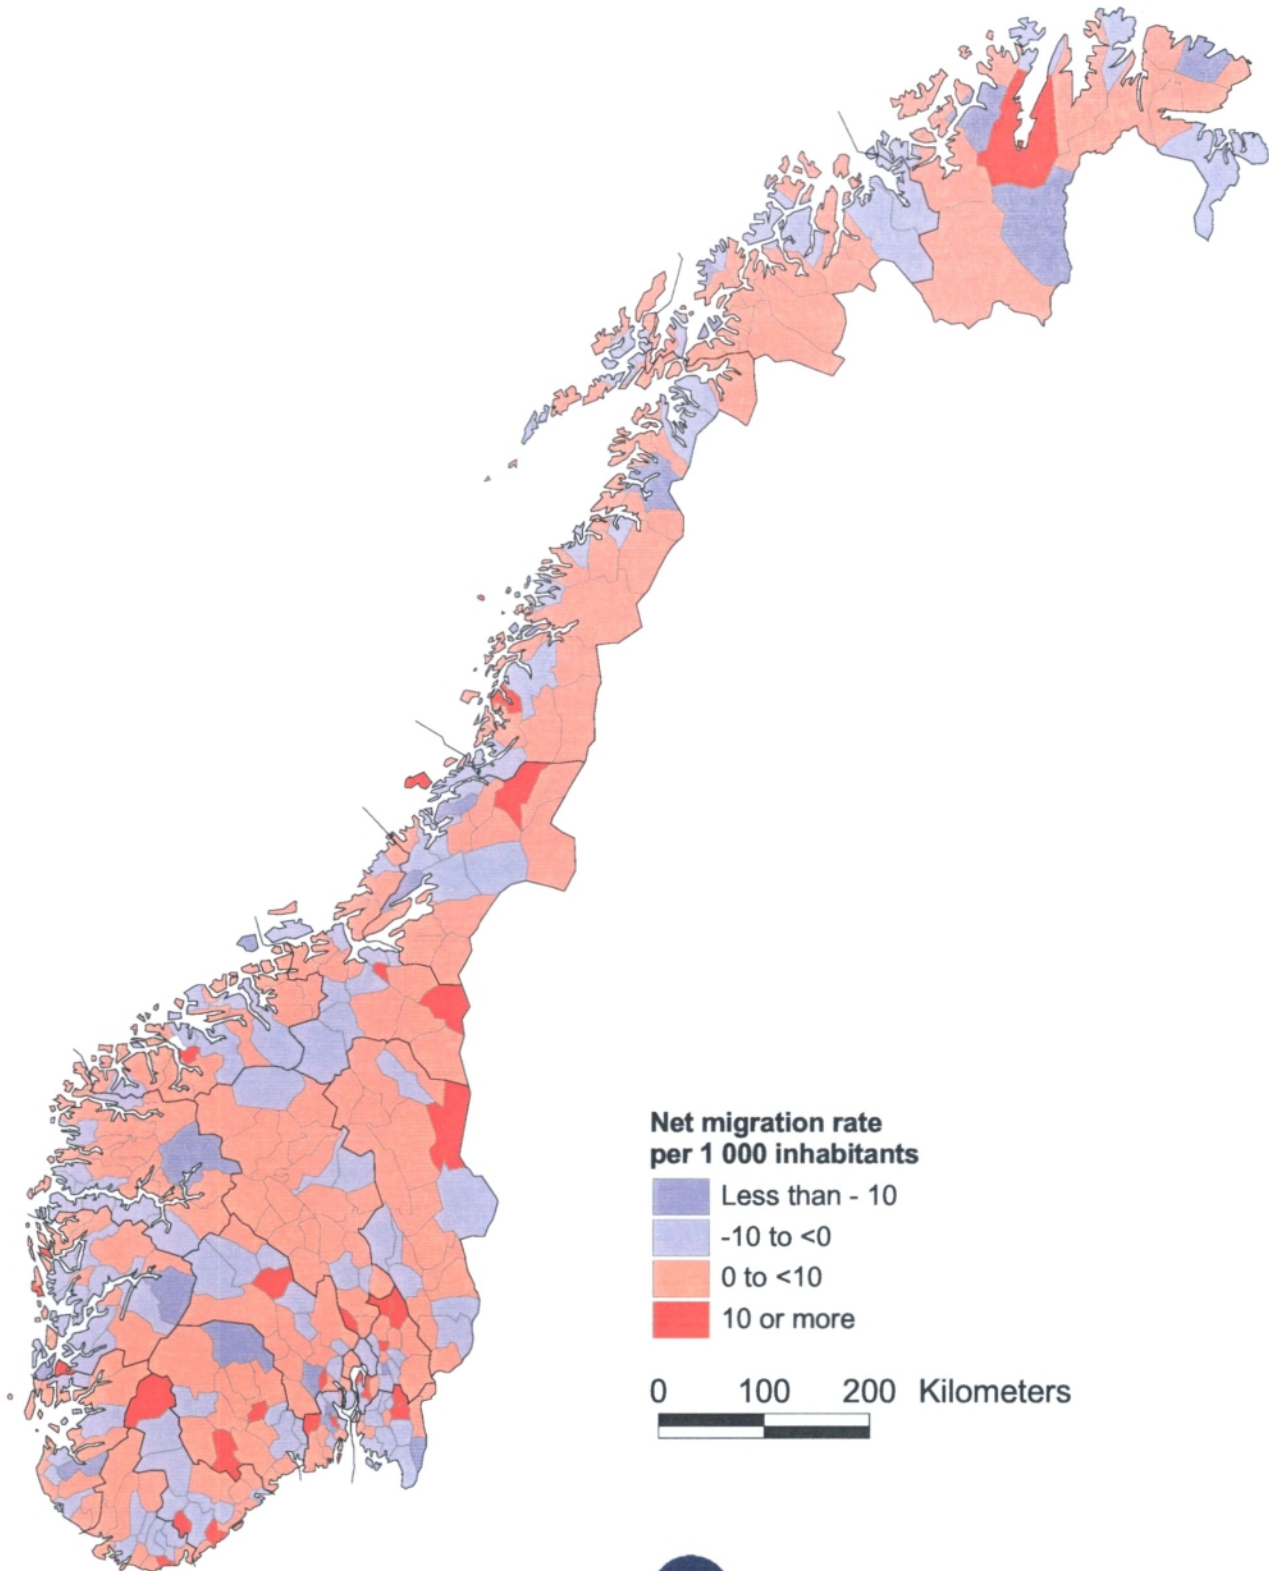 Net migration rate
per 1 000 inhabitants
Less than - 10
-10 to <0
0 to <10
10 or more
0 100 200 Kilometers